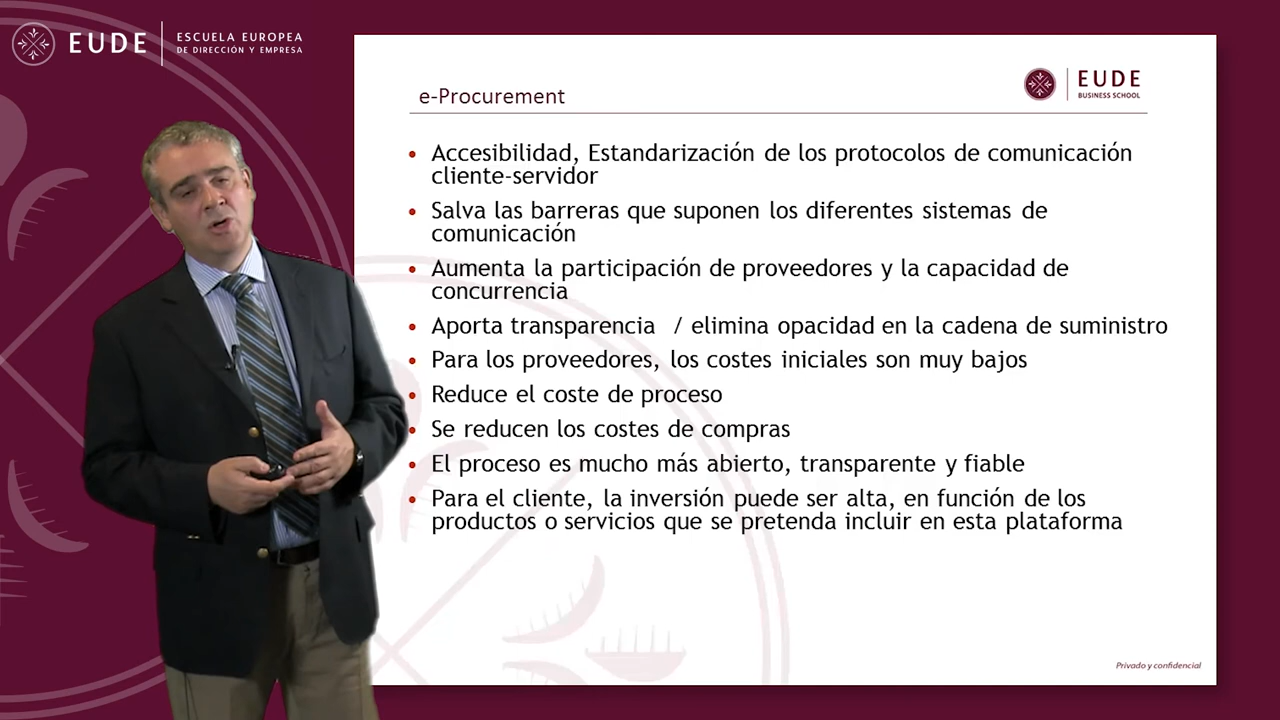 EUDE
ESCUELA EUROPEA
DE DIRECCIÓN Y EMPRESA
e-Procurement
EUDE
BUSINESS SCHOOL
• Accesibilidad, Estandarización de los protocolos de comunicación
cliente-servidor
• Salva las barreras que suponen los diferentes sistemas de
comunicación
• Aumenta la participación de proveedores y la capacidad de
concurrencia
• Aporta transparencia / elimina opacidad en la cadena de suministro
• Para los proveedores, los costes iniciales son muy bajos
• Reduce el coste de proceso
• Se reducen los costes de compras
• El proceso es mucho más abierto, transparente y fiable
• Para el cliente, la inversión puede ser alta, en función de los
productos o servicios que se pretenda incluir en esta plataforma
Privado y confidencial